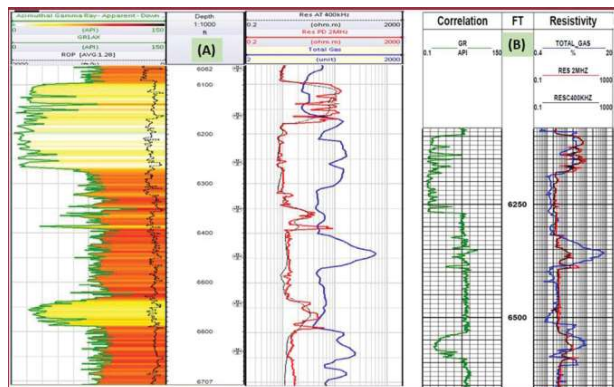 Azimuthal Gamma Ray - Apparent - Down
0 (API) 150
GRLAX
0 (API) 150
ROP (AVG1.28)
(A)
Depth
1:1000
ft
6062
6100
6200
6300
6400
6600
6800
6707
Res AT 400kHz
0.2 (ohm.m) 2000
Res PD 2MHz
0.2 (ohm.m) 2000
Total Gas
2 (unit) 2000
Correlation FT Resistivity
(B)
GR
0.1 API 150
TOTAL_GAS
0.4 % 20
RES 2MHZ
0.1 1000
RESC400KHZ
0.1 1000
6250
6500